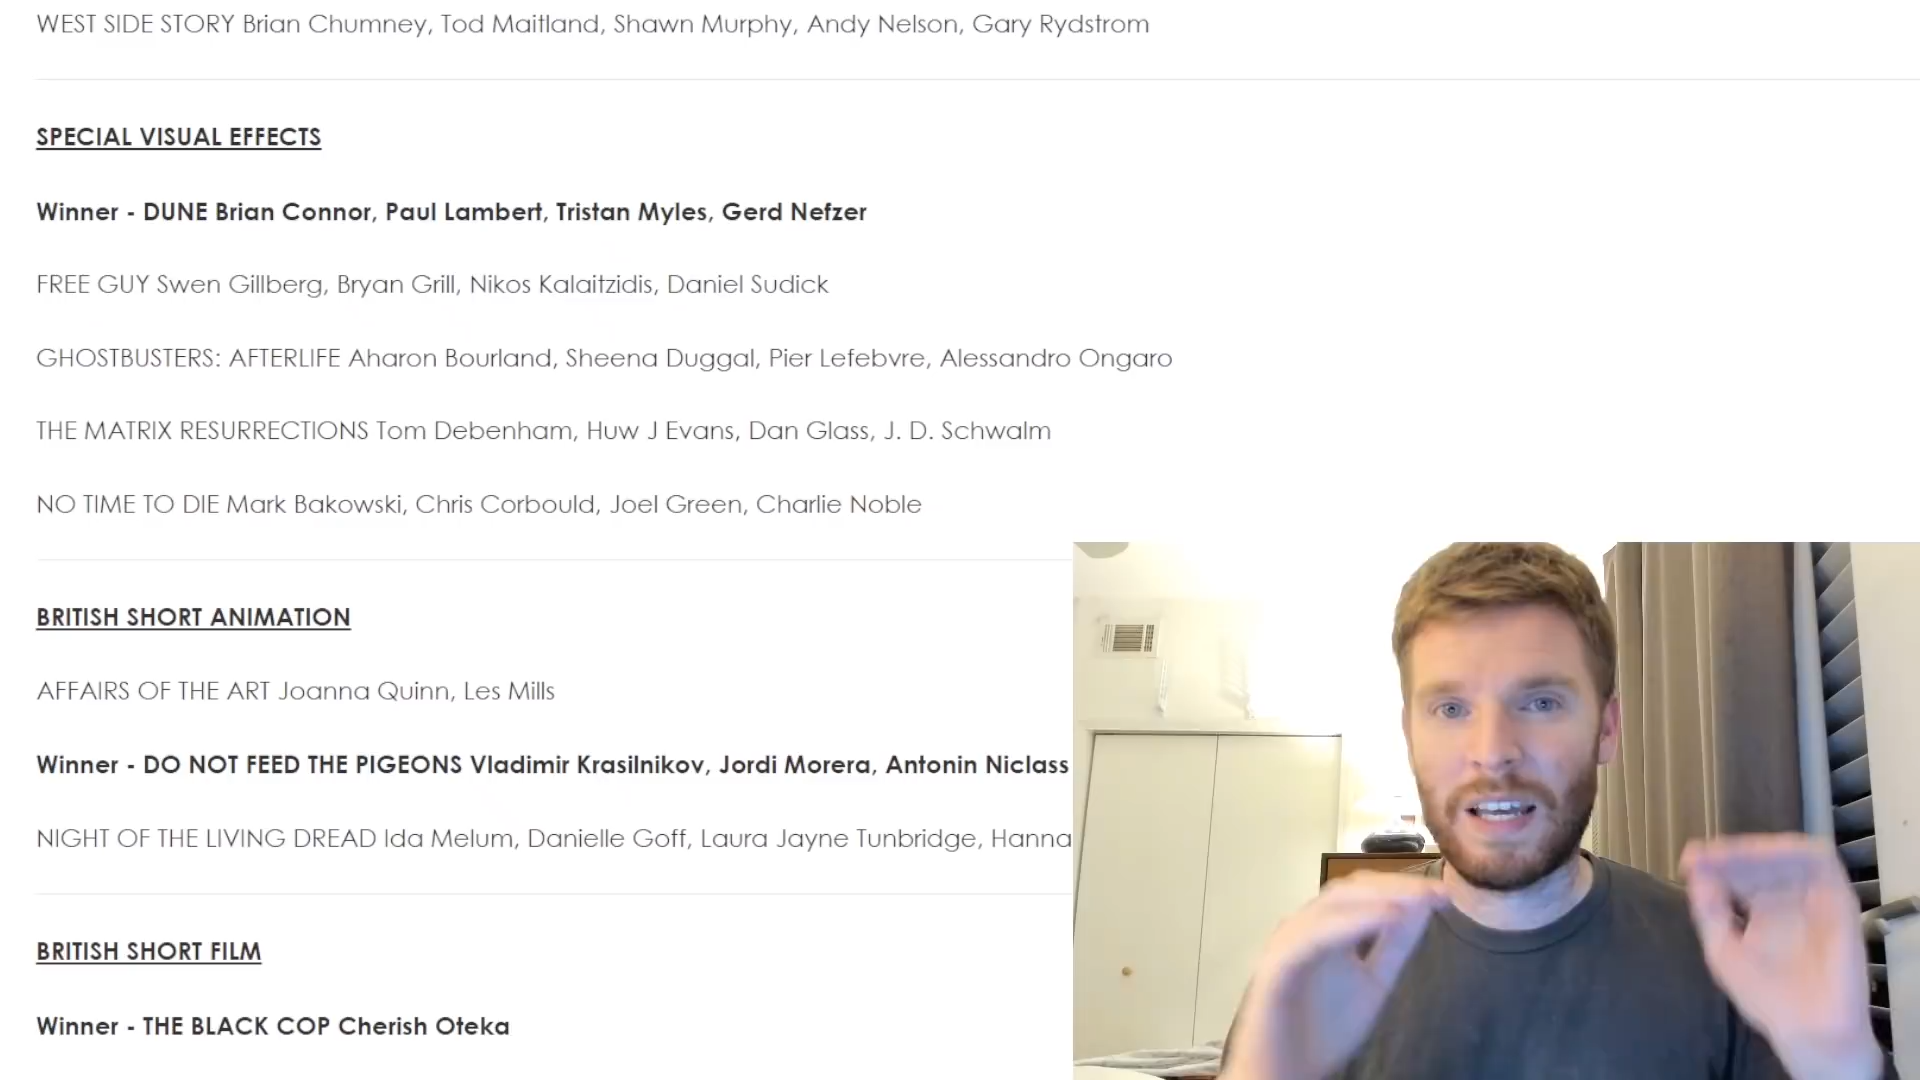 WEST SIDE STORY Brian Chumney, Tod Maitland, Shawn Murphy, Andy Nelson, Gary Rydstrom
SPECIAL VISUAL EFFECTS
Winner - DUNE Brian Connor, Paul Lambert, Tristan Myles, Gerd Nefzer
FREE GUY Swen Gillberg, Bryan Grill, Nikos Kalaitzidis, Daniel Sudick
GHOSTBUSTERS: AFTERLIFE Aharon Bourland, Sheena Duggal, Pier Lefebvre, Alessandro Ongaro
THE MATRIX RESURRECTIONS Tom Debenham, Huw J Evans, Dan Glass, J. D. Schwalm
NO TIME TO DIE Mark Bakowski, Chris Corbould, Joel Green, Charlie Noble
BRITISH SHORT ANIMATION
AFFAIRS OF THE ART Joanna Quinn, Les Mills
Winner - DO NOT FEED THE PIGEONS Vladimir Krasilnikov, Jordi Morera, Antonin Niclass
NIGHT OF THE LIVING DREAD Ida Melum, Danielle Goff, Laura Jayne Tunbridge, Hanna
BRITISH SHORT FILM
Winner - THE BLACK COP Cherish Oteka